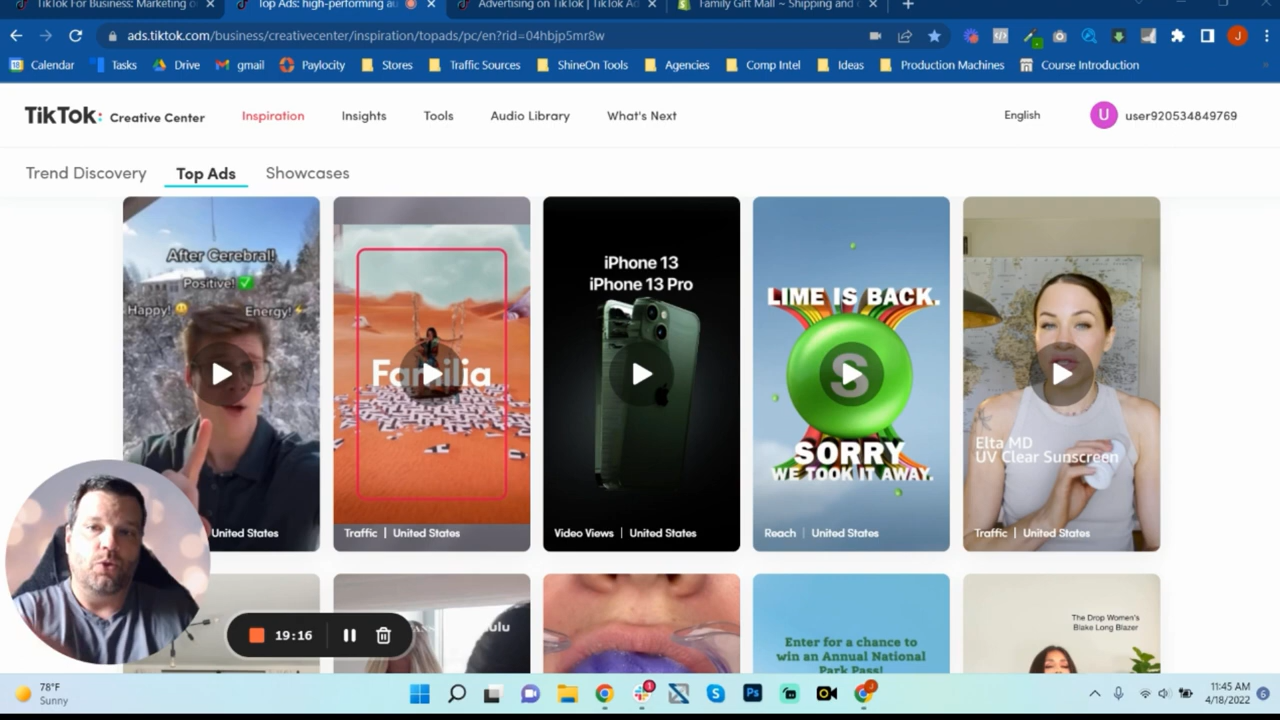 TikTok For Business: Marketing o
Top Ads: high-performing au
Advertising on TikTok | TikTok Ad
Family Gift Mall ~ Shipping and
ads.tiktok.com/business/creativecenter/inspiration/topads/pc/en?rid=04hbjp5mr8w
J
Calendar
Tasks
Drive
gmail
Paylocity
Stores
Traffic Sources
ShineOn Tools
Agencies
Comp Intel
Ideas
Production Machines
Course Introduction
TikTok: Creative Center
Inspiration
Insights
Tools
Audio Library
What's Next
English
U
user920534849769
Trend Discovery
Top Ads
Showcases
After Cerebral!
Positive!
Happy!
Energy!
United States
Familia
Traffic | United States
iPhone 13
iPhone 13 Pro
Video Views | United States
LIME IS BACK.
S
SORRY
WE TOOK IT AWAY.
Reach | United States
Elta MD
UV Clear Sunscreen
Traffic | United States
19:16
ulu
Enter for a chance to
win an Annual National
Park Pass!
The Drop Women's
Blake Long Blazer
78°F
Sunny
1
S
Ps
J
11:45 AM
4/18/2022
6